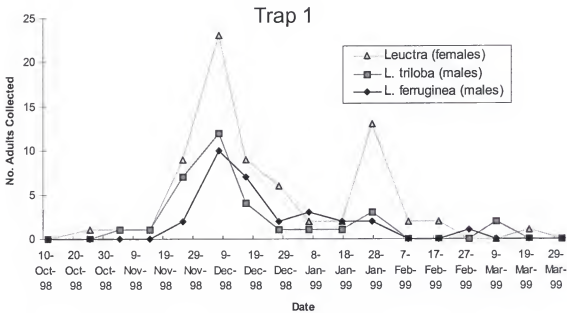 Trap 1
25
20
15
10
5
0
No. Adults Collected
Leuctra (females)
L. triloba (males)
L. ferruginea (males)
10- 20- 30- 9- 19- 29- 9- 19- 29- 8- 18- 28- 7- 17- 27- 9- 19- 29-
Oct- Oct- Oct- Nov- Nov- Nov- Dec- Dec- Dec- Jan- Jan- Jan- Feb- Feb- Feb- Mar- Mar- Mar-
98 98 98 98 98 98 98 98 98 99 99 99 99 99 99 99 99 99
Date